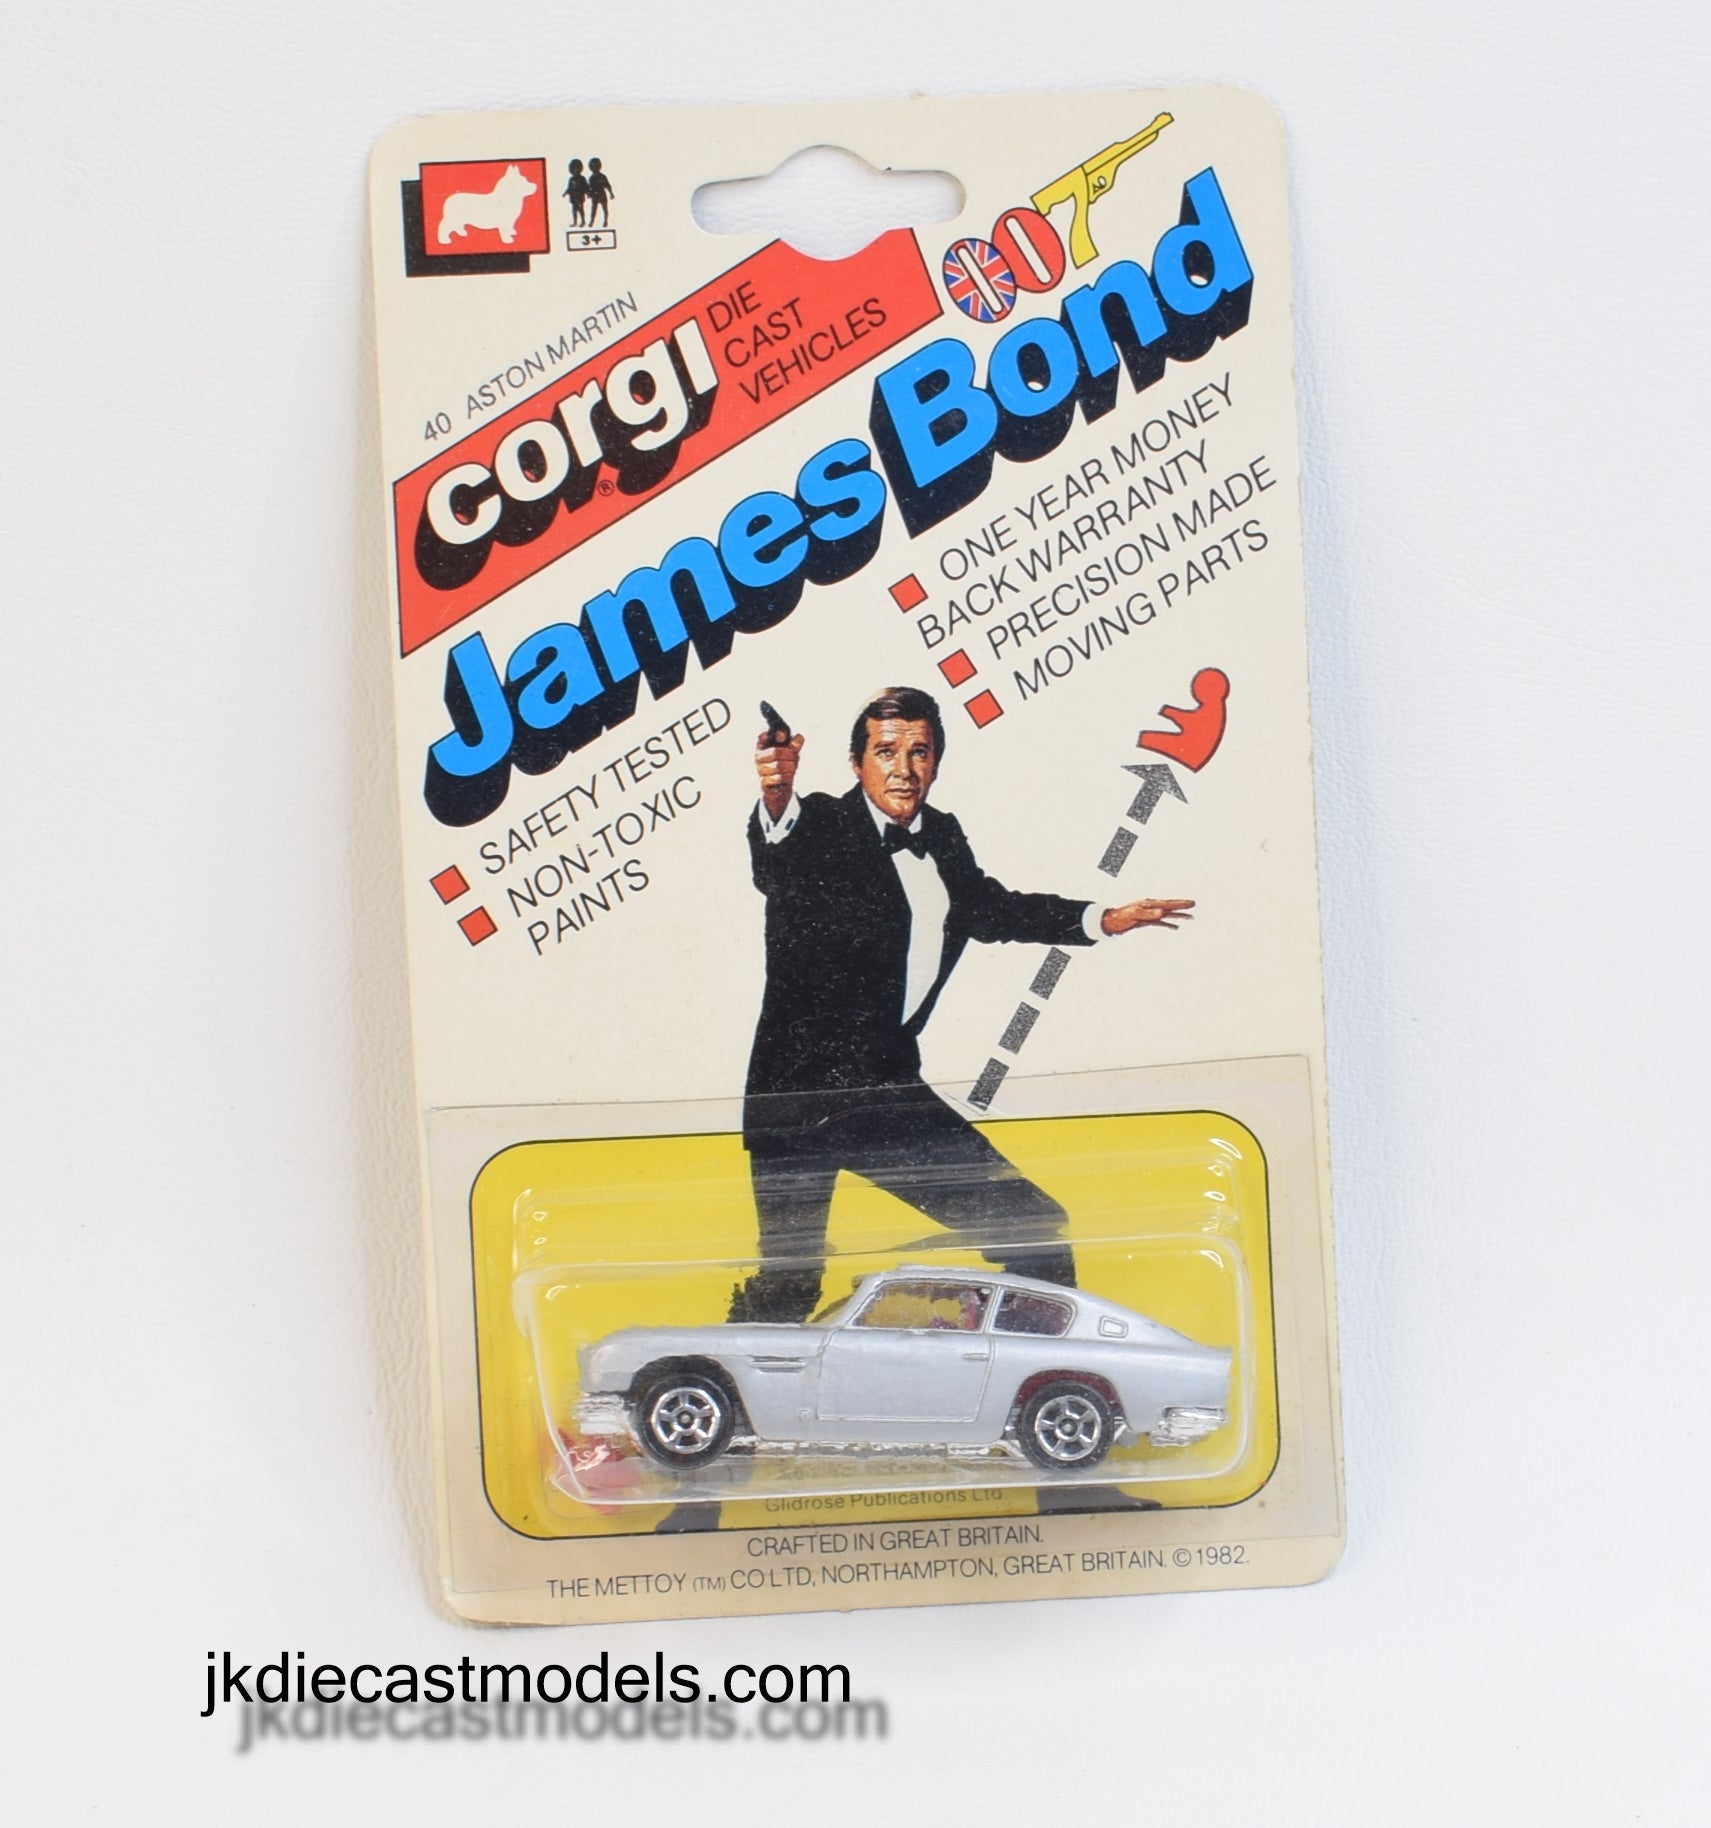 3+
007
40 ASTON MARTIN
corgi®
DIE
CAST
VEHICLES
James Bond
ONE YEAR MONEY
BACK WARRANTY
PRECISION MADE
MOVING PARTS
SAFETY TESTED
NON-TOXIC
PAINTS
Glidrose Publications Ltd
CRAFTED IN GREAT BRITAIN.
THE METTOY (TM) CO LTD, NORTHAMPTON, GREAT BRITAIN. © 1982.
jkdiecastmodels.com
jkdiecastmodels.com